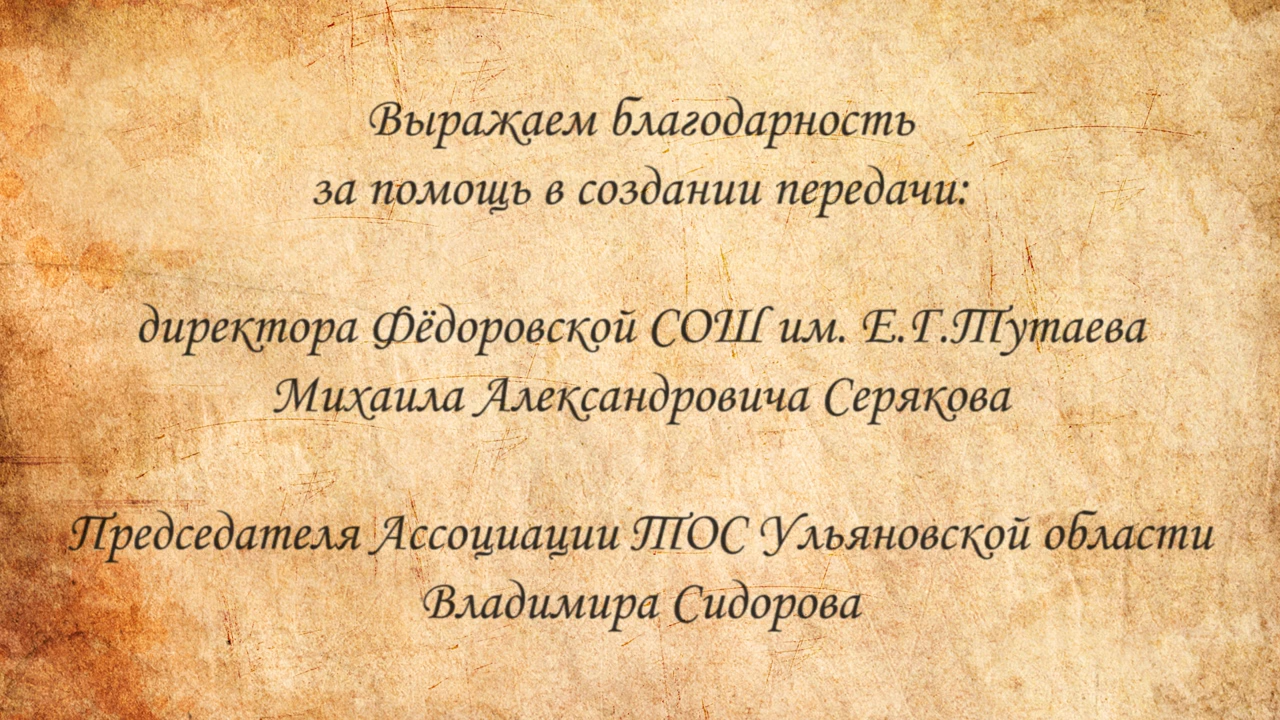 Выражаем благодарность
за помощь в создании передачи:
директора Фёдоровской СОШ им. Е.Г.Тутаева
Михаила Александровича Серякова
Председателя Ассоциации ТОС Ульяновской области
Владимира Сидорова